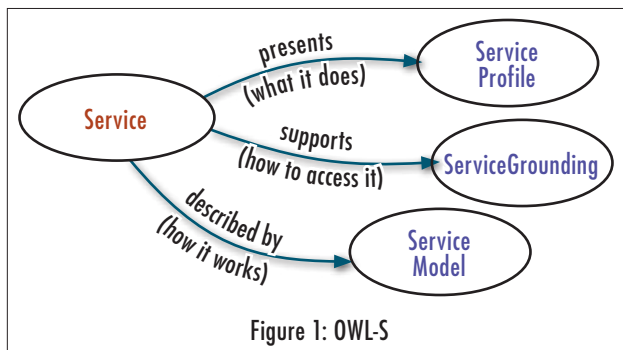 presents
(what it does)
Service
Profile
Service
supports
(how to access it)
ServiceGrounding
described by
(how it works)
Service
Model
Figure 1: OWL-S